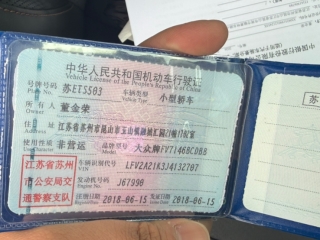 中华人民共和国机动车行驶证
Vehicle License of the People's Republic of China
号牌号码 苏ET5S03 车辆类型 小型轿车
Plate No. Vehicle Type
所有人 董金荣
Owner
住址 江苏省苏州市昆山市玉山镇
Address
使用性质 非营运 品牌型号 大众牌FV7146BCDBG
Use Character Model
江苏省苏州
市公安局交
通警察支队
车辆识别代号 LFV2A21K3J4132707
VIN
发动机号码 J67990
Engine No.
注册日期 2018-06-15 发证日期 2018-06-15
Register Date Issue Date